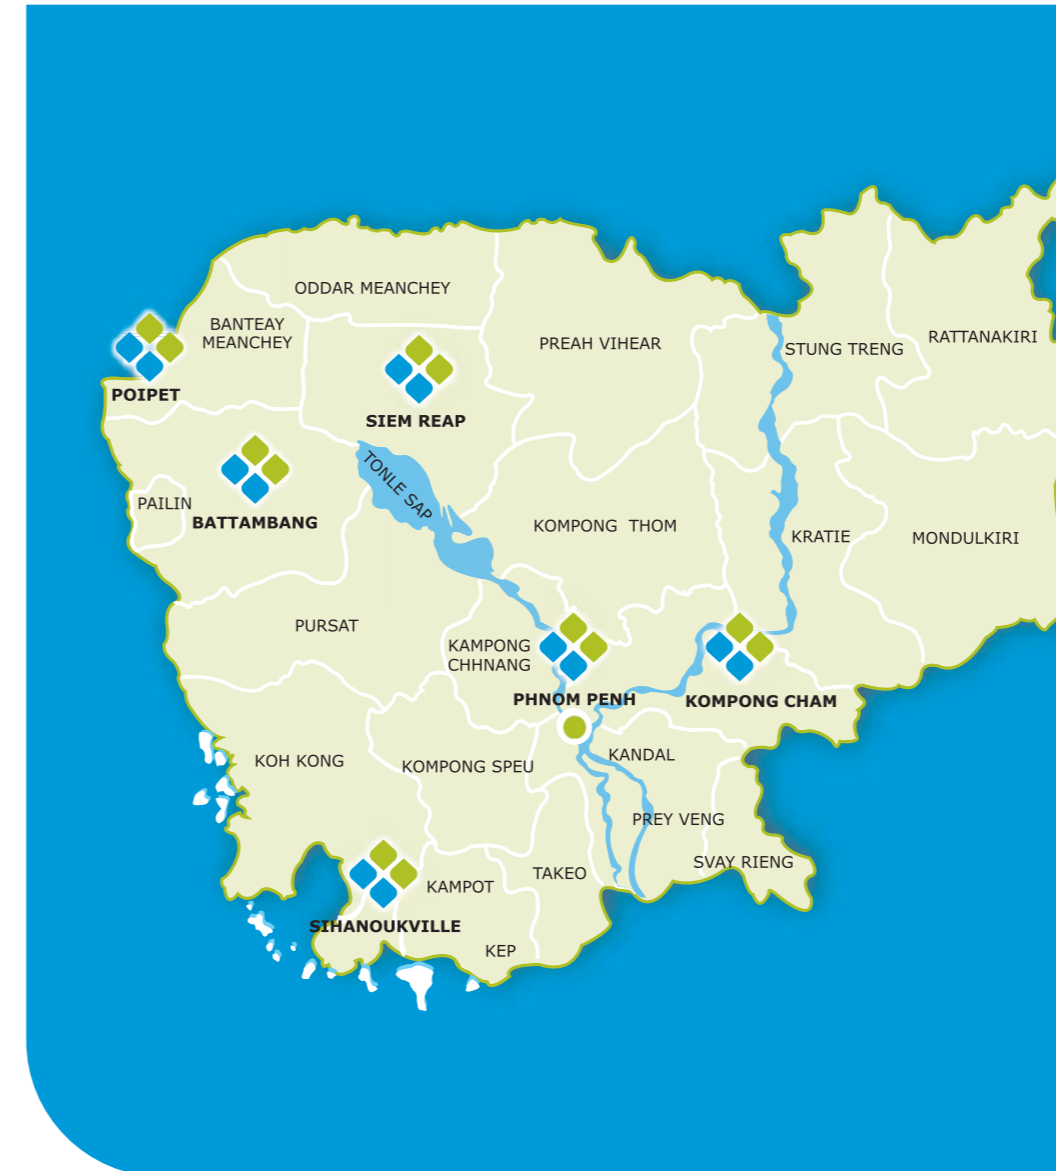 ODDAR MEANCHEY
BANTEAY
MEANCHEY
PREAH VIHEAR
STUNG TRENG
RATTANAKIRI
POIPET
SIEM REAP
TONLE SAP
PAILIN
BATTAMBANG
KOMPONG THOM
KRATIE
MONDULKIRI
PURSAT
KAMPONG
CHHNANG
PHNOM PENH
KOMPONG CHAM
KOH KONG
KOMPONG SPEU
KANDAL
PREY VENG
SVAY RIENG
TAKEO
KAMPOT
SIHANOUKVILLE
KEP